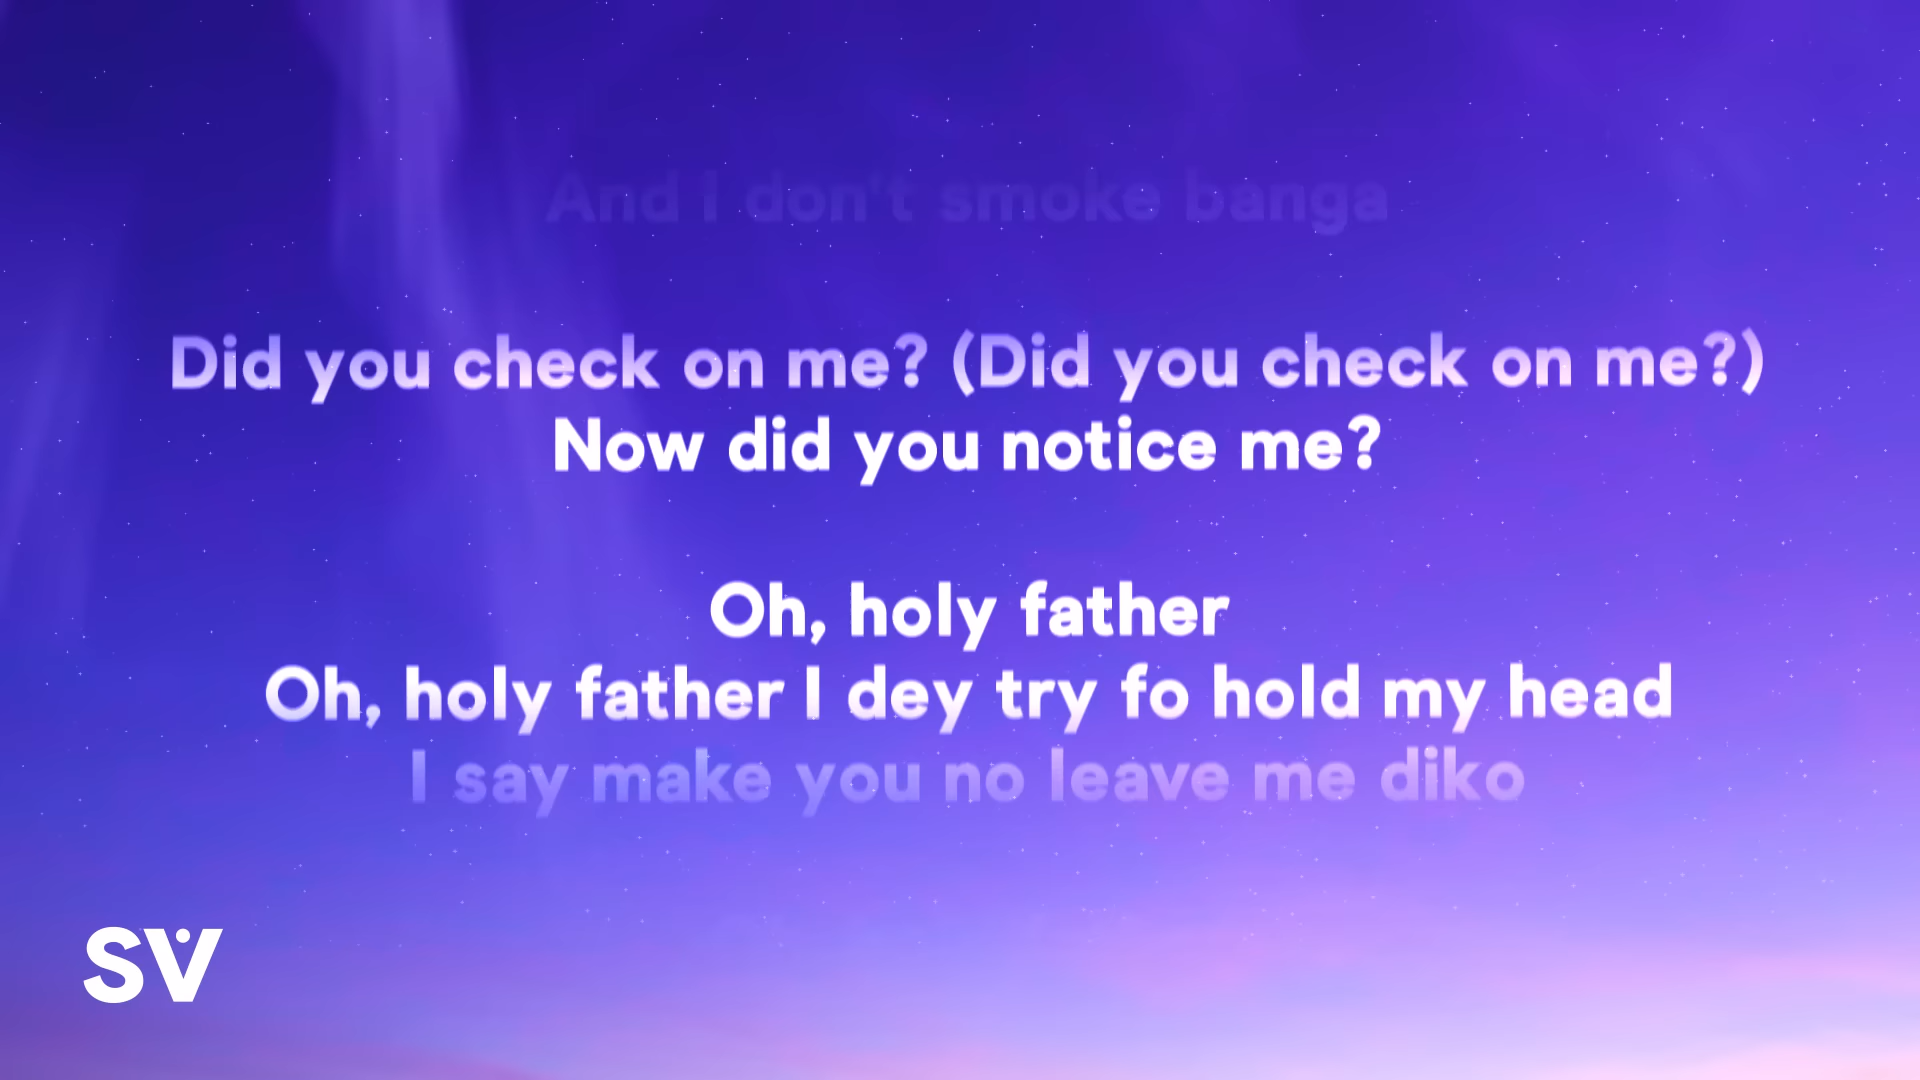 And i don't smoke banga
Did you check on me? (Did you check on me?)
Now did you notice me?
Oh, holy father
Oh, holy father I dey try fo hold my head
I say make you no leave me diko
SV